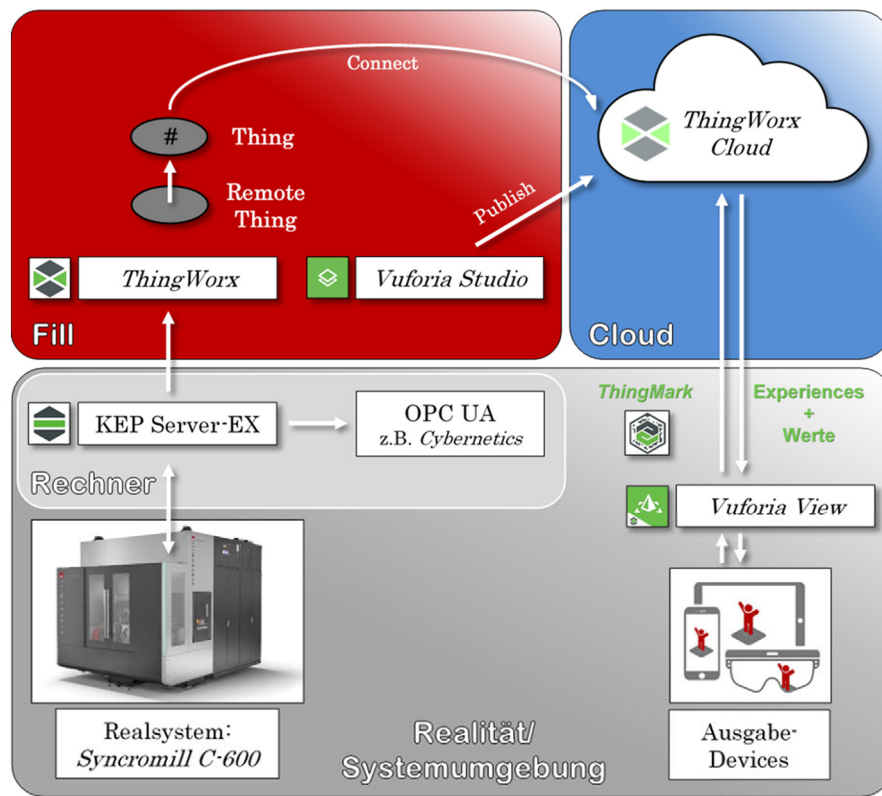 Connect
ThingWorx
Cloud
#
Thing
Remote
Thing
Publish
ThingWorx
Vuforia Studio
Fill
Cloud
ThingMark
Experiences
+
Werte
KEP Server-EX
OPC UA
z.B. Cybernetics
Rechner
Vuforia View
Realsystem:
Syncromill C-600
Realität/
Systemumgebung
Ausgabe-
Devices